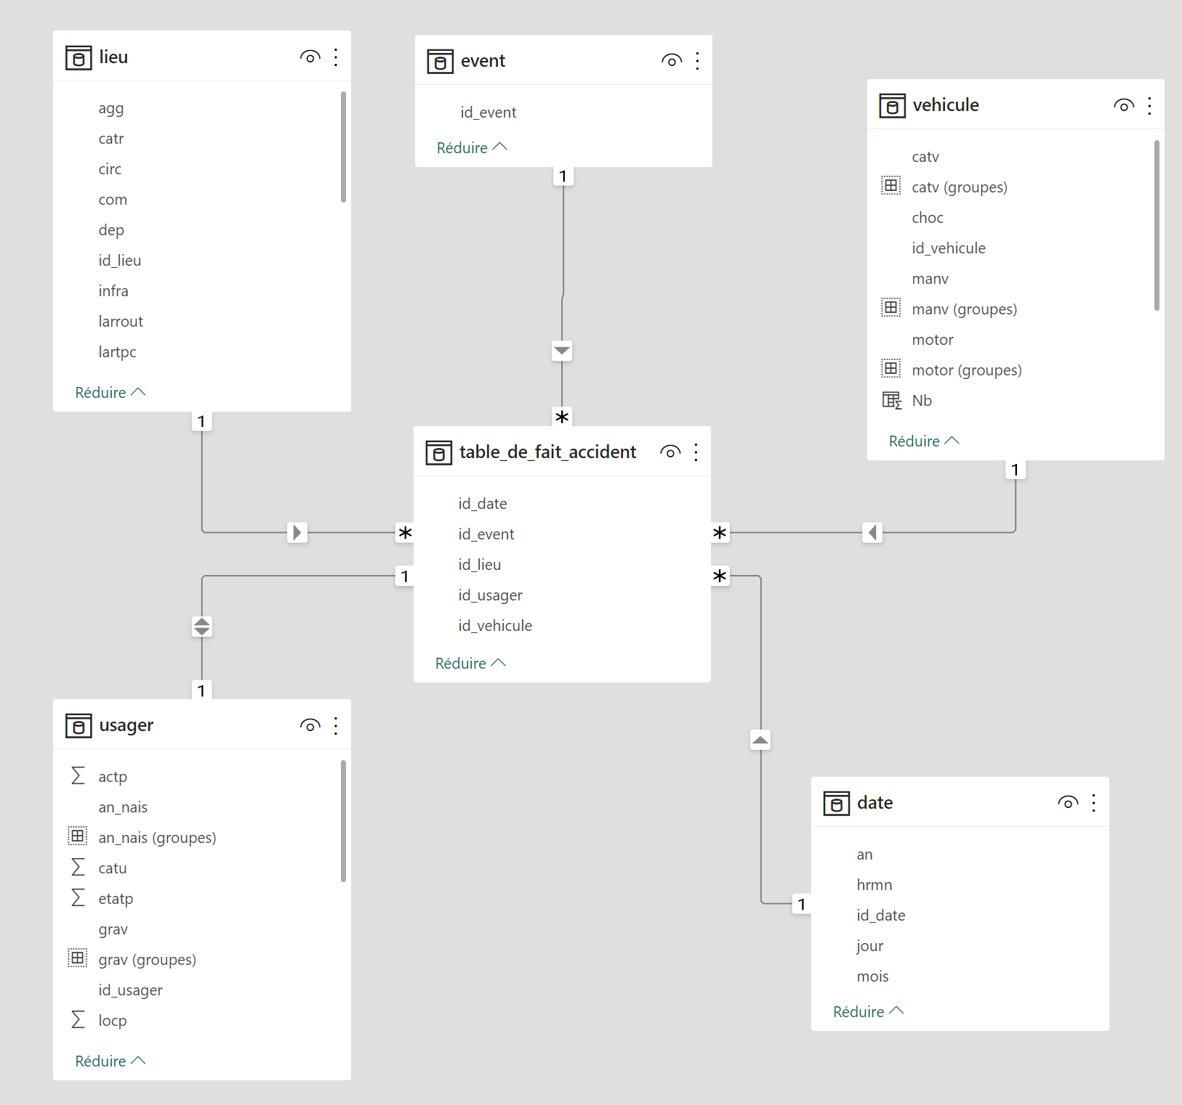 lieu
agg
catr
circ
com
dep
id_lieu
infra
larrout
lartpc
Réduire
1
event
id_event
Réduire
1
*
vehicule
catv
catv (groupes)
choc
id_vehicule
manv
manv (groupes)
motor
motor (groupes)
Nb
Réduire
1
table_de_fait_accident
id_date
id_event
id_lieu
id_usager
id_vehicule
Réduire
*
1
*
*
1
usager
actp
an_nais
an_nais (groupes)
catu
etatp
grav
grav (groupes)
id_usager
locp
Réduire
date
an
hrmn
id_date
jour
mois
Réduire
1